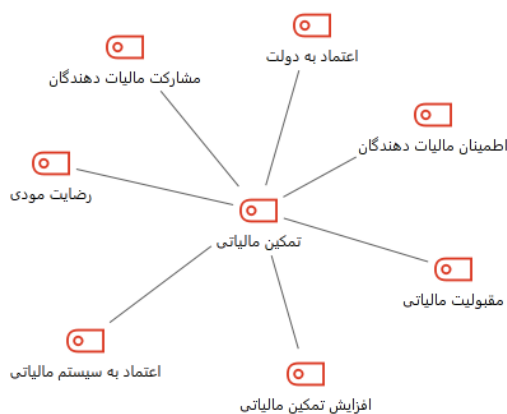 اعتماد به دولت
مشارکت مالیات دهندگان
اطمینان مالیات دهندگان
رضایت مودی
تمکین مالیاتی
مقبولیت مالیاتی
اعتماد به سیستم مالیاتی
افزایش تمکین مالیاتی